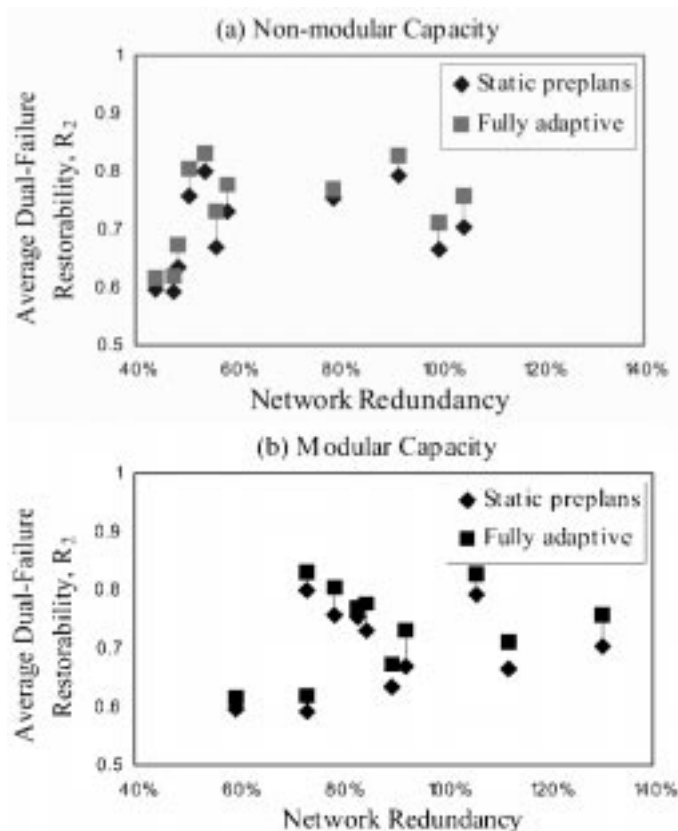 (a) Non-modular Capacity
Average Dual-Failure
Restorability, R2
1
0.9
0.8
0.7
0.6
0.5
Static preplans
Fully adaptive
40% 60% 80% 100% 120% 140%
Network Redundancy
(b) Modular Capacity
Average Dual-Failure
Restorability, R2
1
0.9
0.8
0.7
0.6
0.5
Static preplans
Fully adaptive
40% 60% 80% 100% 120% 140%
Network Redundancy